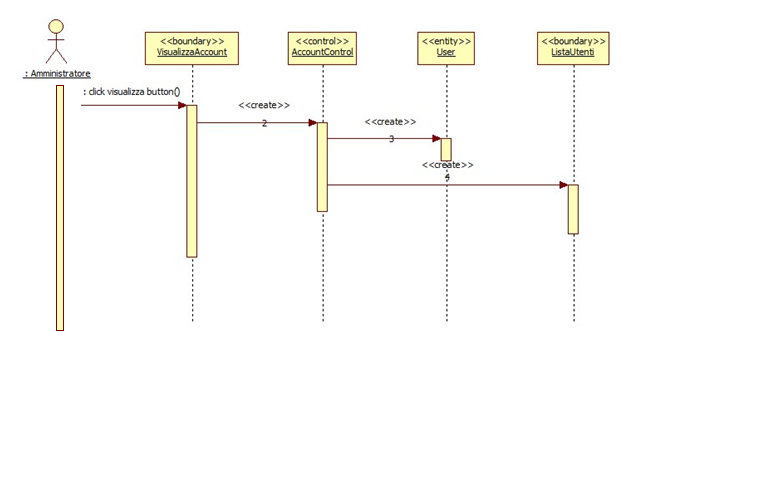 <<boundary>>
VisualizzaAccount
<<control>>
AccountControl
<<entity>>
User
<<boundary>>
ListaUtenti
: Amministratore
: click visualizza button()
<<create>>
2
<<create>>
3
<<create>>
4